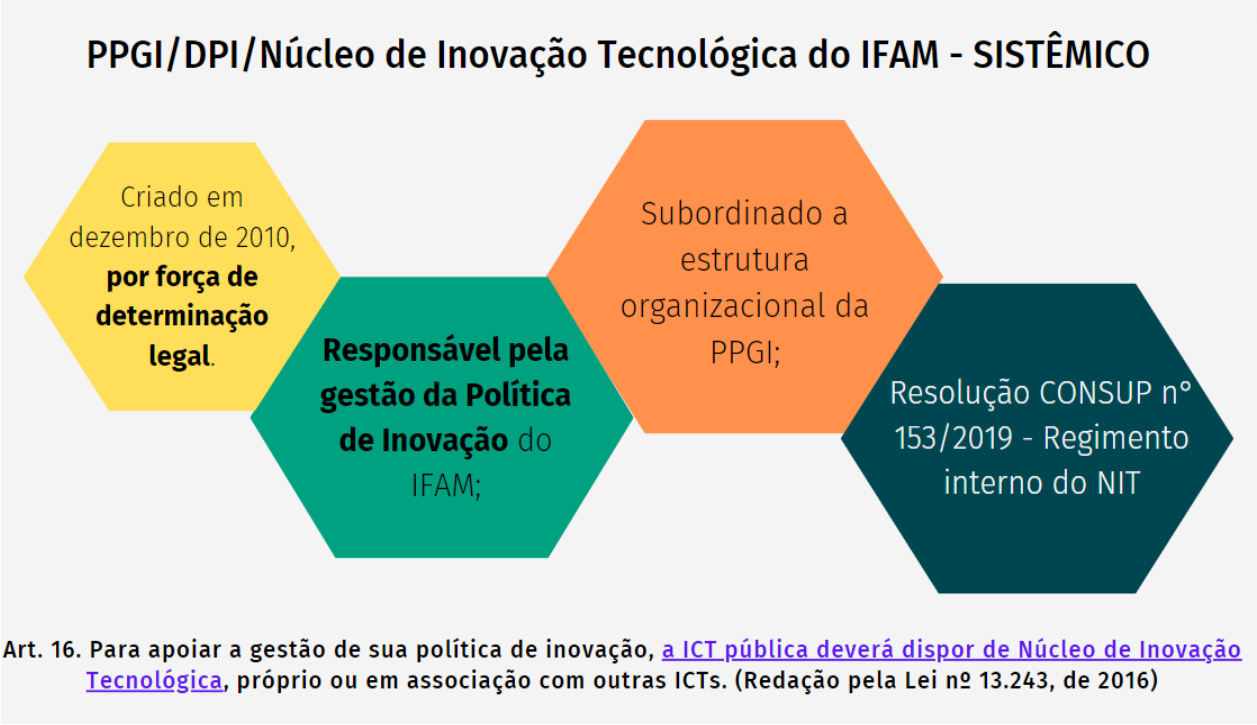 PPGI/DPI/Núcleo de Inovação Tecnológica do IFAM - SISTÊMICO
Criado em
dezembro de 2010,
por força de
determinação
legal.
Responsável pela
gestão da Política
de Inovação do
IFAM;
Subordinado a
estrutura
organizacional da
PPGI;
Resolução CONSUP n°
153/2019 - Regimento
interno do NIT
Art. 16. Para apoiar a gestão de sua política de inovação, a ICT pública deverá dispor de Núcleo de Inovação
Tecnológica, próprio ou em associação com outras ICTs. (Redação pela Lei nº 13.243, de 2016)